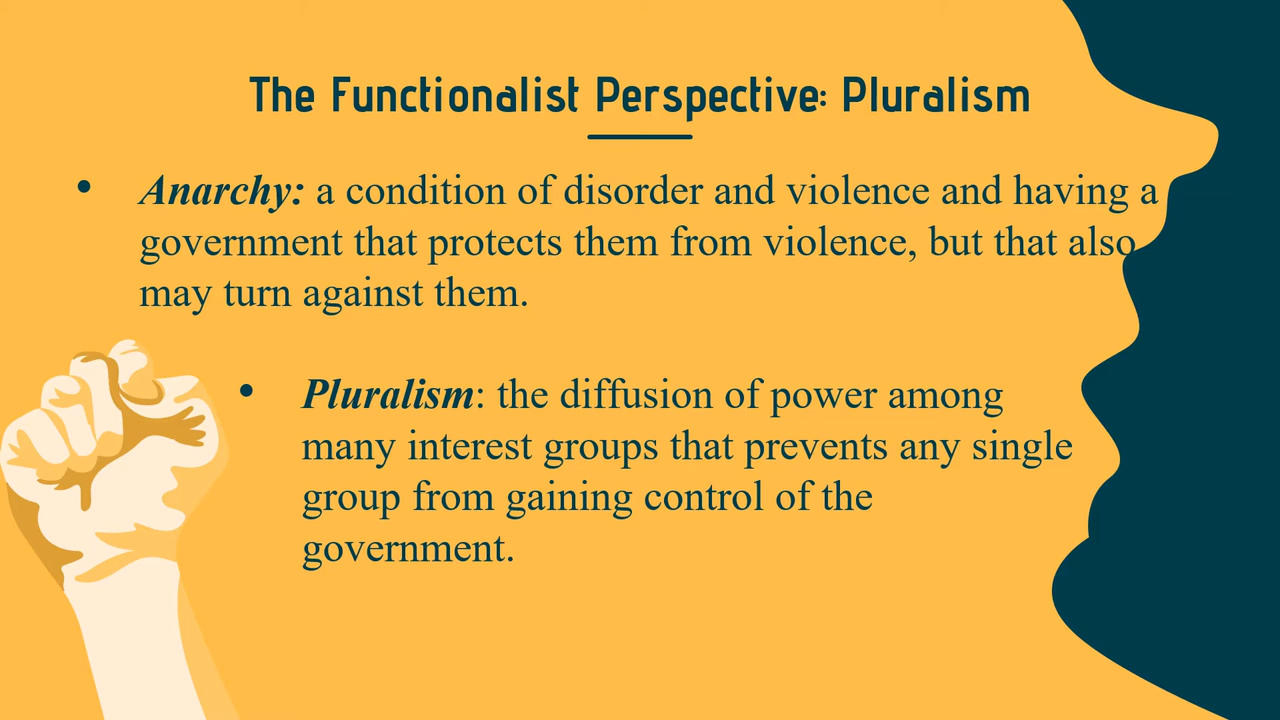 The Functionalist Perspective: Pluralism
• Anarchy: a condition of disorder and violence and having a
government that protects them from violence, but that also
may turn against them.
• Pluralism: the diffusion of power among
many interest groups that prevents any single
group from gaining control of the
government.